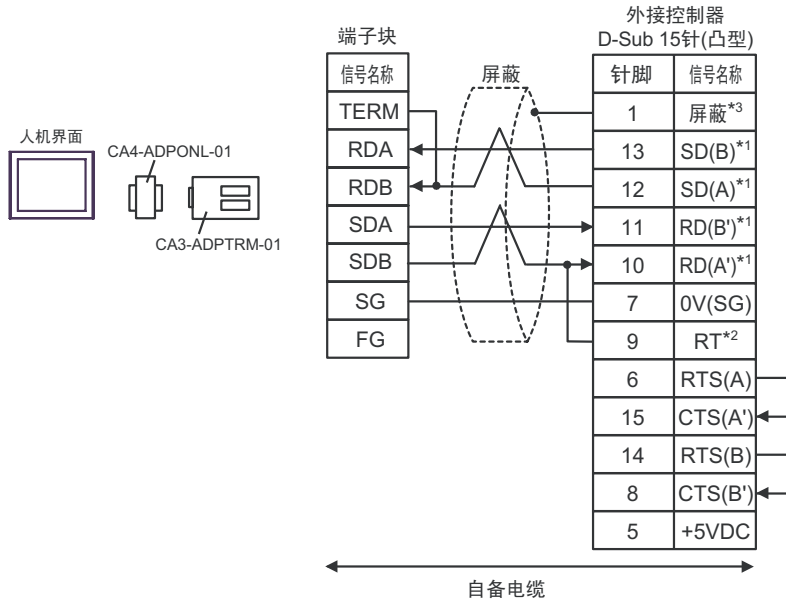 外接控制器
端子块
D-Sub 15针(凸型)
信号名称
屏蔽
针脚
信号名称
TERM
1
屏蔽*3
人机界面
CA4-ADPONL-01
RDA
13
SD(B)*1
RDB
12
SD(A)*1
SDA
11
RD(B')*1
CA3-ADPTRM-01
SDB
10
RD(A')*1
SG
7
0V(SG)
FG
9
RT*2
6
RTS(A)
15
CTS(A')
14
RTS(B)
8
CTS(B')
5
+5VDC
自备电缆